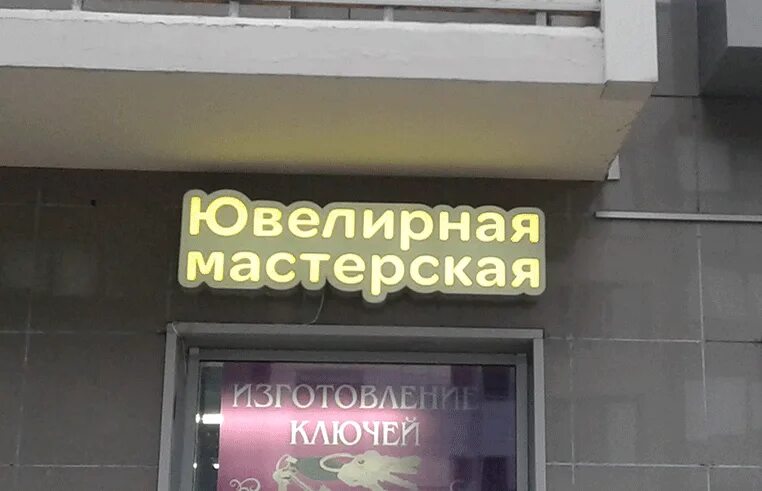 Ювелирная
мастерская
ИЗГОТОВЛЕНИЕ
КЛЮЧЕЙ